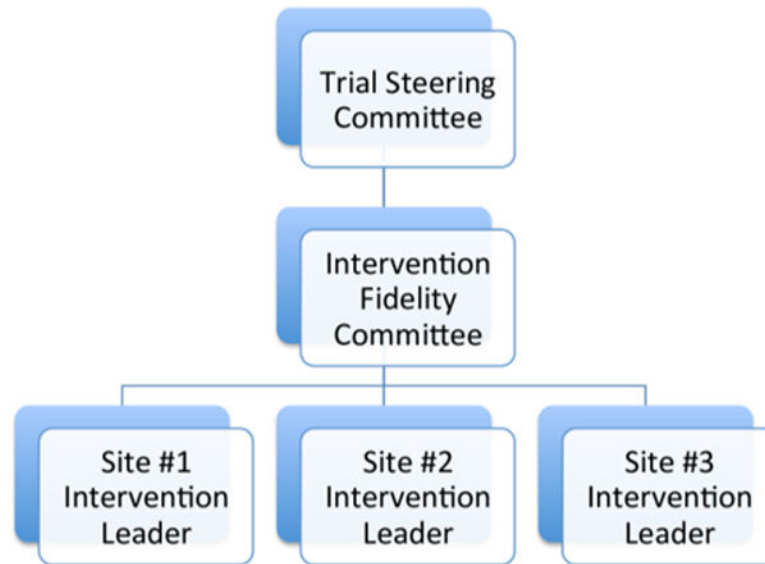 Trial Steering
Committee
Intervention
Fidelity
Committee
Site #1
Intervention
Leader
Site #2
Intervention
Leader
Site #3
Intervention
Leader